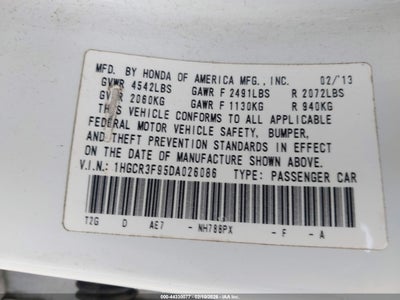 MFD. BY HONDA OF AMERICA MFG., INC. 02/'13
GVWR 4542LBS GAWR F 2491LBS R 2072LBS
GVWR 2060KG GAWR F 1130KG R 940KG
THIS VEHICLE CONFORMS TO ALL APPLICABLE
FEDERAL MOTOR VEHICLE SAFETY, BUMPER,
AND THEFT PREVENTION STANDARDS IN EFFECT
ON THE DATE OF MANUFACTURE SHOWN ABOVE.
V.I.N.: 1HGCR3F95DA026086 TYPE: PASSENGER CAR
T2G D AE7 - NH788PX - F - A